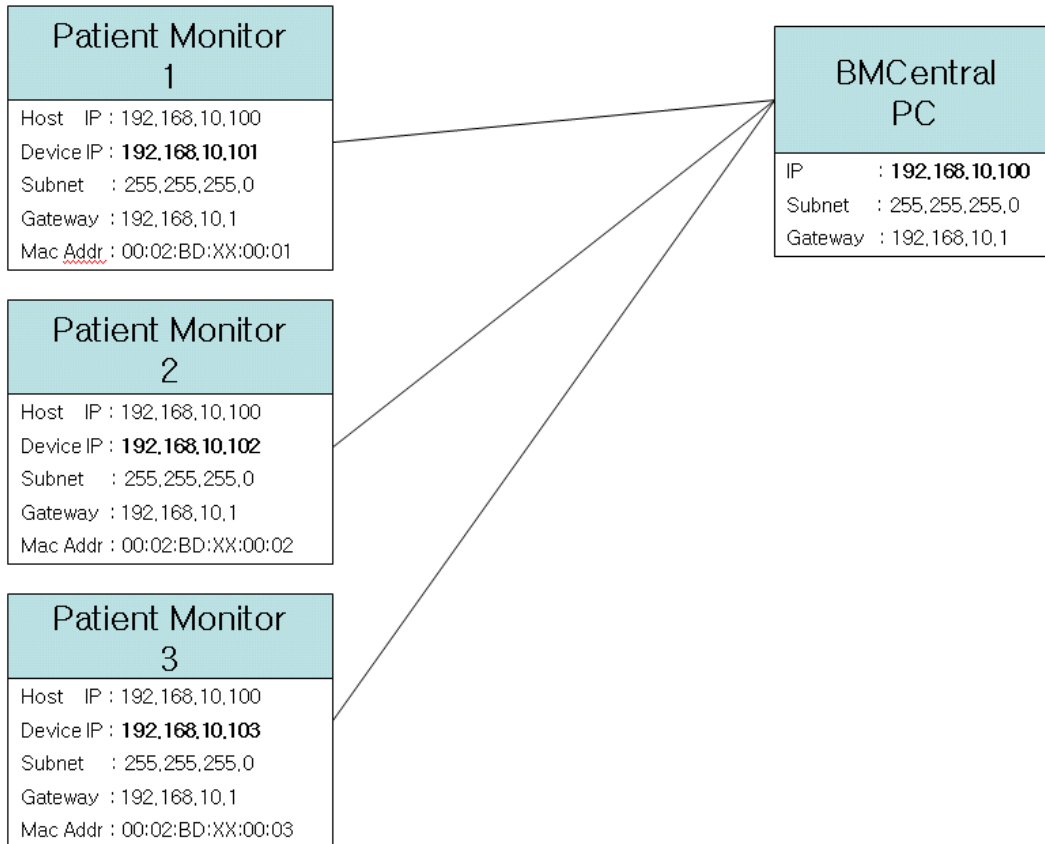 Patient Monitor
1
Host IP : 192.168.10.100
Device IP : 192.168.10.101
Subnet : 255.255.255.0
Gateway : 192.168.10.1
Mac Addr : 00:02:BD:XX:00:01
Patient Monitor
2
Host IP : 192.168.10.100
Device IP : 192.168.10.102
Subnet : 255.255.255.0
Gateway : 192.168.10.1
Mac Addr : 00:02:BD:XX:00:02
Patient Monitor
3
Host IP : 192.168.10.100
Device IP : 192.168.10.103
Subnet : 255.255.255.0
Gateway : 192.168.10.1
Mac Addr : 00:02:BD:XX:00:03
BMCentral
PC
IP : 192.168.10.100
Subnet : 255.255.255.0
Gateway : 192.168.10.1